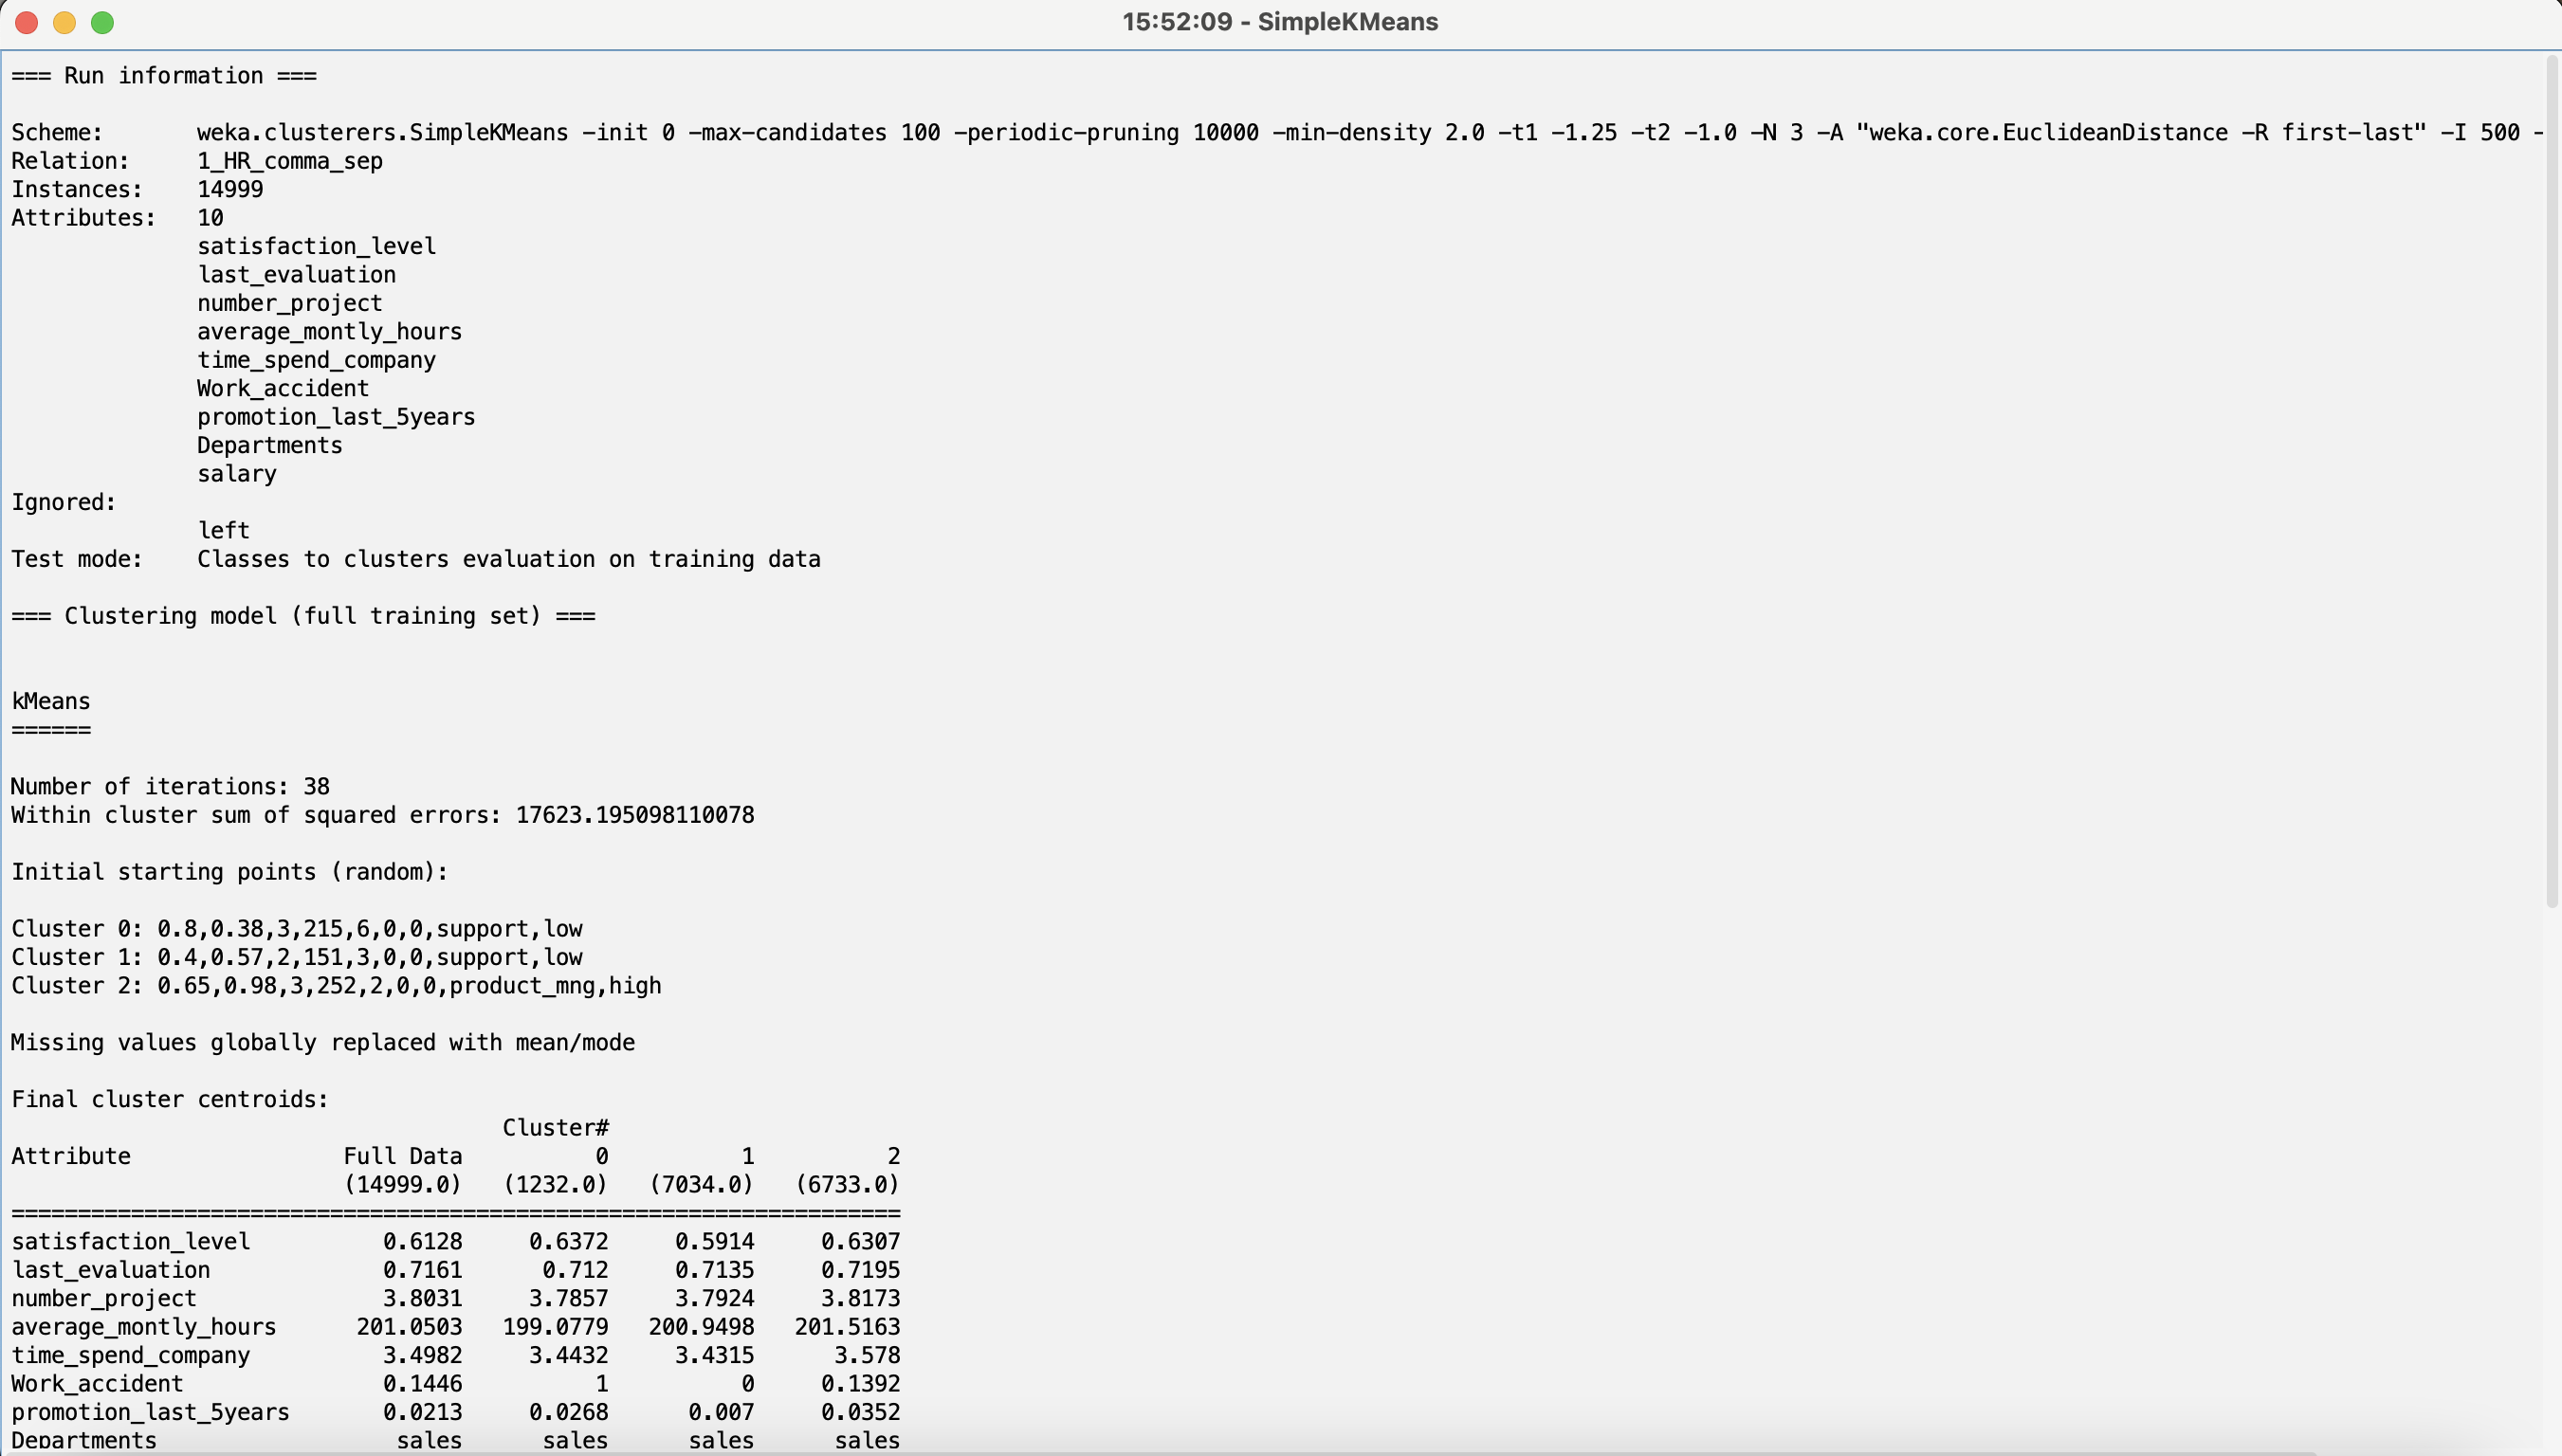 15:52:09 - SimpleKMeans
=== Run information ===
Scheme:       weka.clusterers.SimpleKMeans -init 0 -max-candidates 100 -periodic-pruning 10000 -min-density 2.0 -t1 -1.25 -t2 -1.0 -N 3 -A "weka.core.EuclideanDistance -R first-last" -I 500 -
Relation:     1_HR_comma_sep
Instances:    14999
Attributes:   10
              satisfaction_level
              last_evaluation
              number_project
              average_montly_hours
              time_spend_company
              Work_accident
              promotion_last_5years
              Departments
              salary
Ignored:
              left
Test mode:    Classes to clusters evaluation on training data
=== Clustering model (full training set) ===
kMeans
======
Number of iterations: 38
Within cluster sum of squared errors: 17623.195098110078
Initial starting points (random):
Cluster 0: 0.8,0.38,3,215,6,0,0,support,low
Cluster 1: 0.4,0.57,2,151,3,0,0,support,low
Cluster 2: 0.65,0.98,3,252,2,0,0,product_mng,high
Missing values globally replaced with mean/mode
Final cluster centroids:
                                     Cluster#
Attribute                Full Data          0          1          2
                         (14999.0)   (1232.0)   (7034.0)   (6733.0)
===================================================================
satisfaction_level          0.6128     0.6372     0.5914     0.6307
last_evaluation             0.7161      0.712     0.7135     0.7195
number_project              3.8031     3.7857     3.7924     3.8173
average_montly_hours      201.0503   199.0779   200.9498   201.5163
time_spend_company          3.4982     3.4432     3.4315      3.578
Work_accident               0.1446          1          0     0.1392
promotion_last_5years       0.0213     0.0268      0.007     0.0352
Departments                  sales      sales      sales      sales